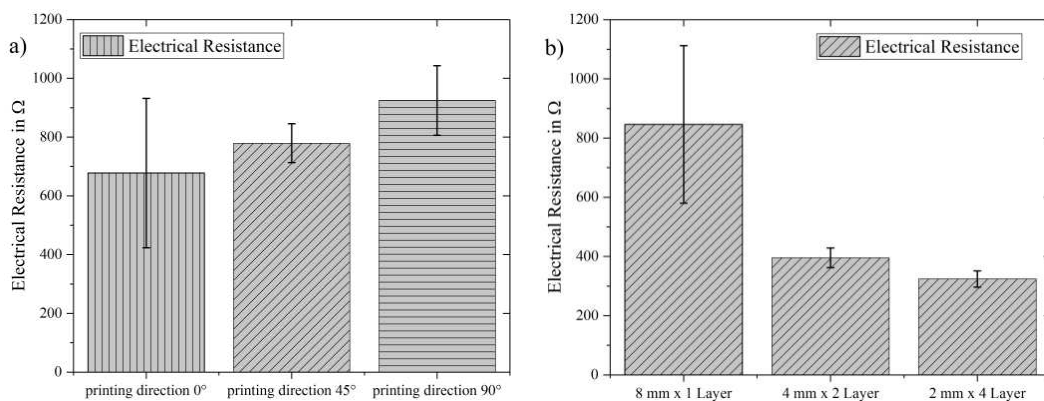 a)
Electrical Resistance
Electrical Resistance in Ω
1200
1000
800
600
400
200
0
printing direction 0°
printing direction 45°
printing direction 90°
b)
Electrical Resistance
Electrical Resistance in Ω
1200
1000
800
600
400
200
0
8 mm x 1 Layer
4 mm x 2 Layer
2 mm x 4 Layer